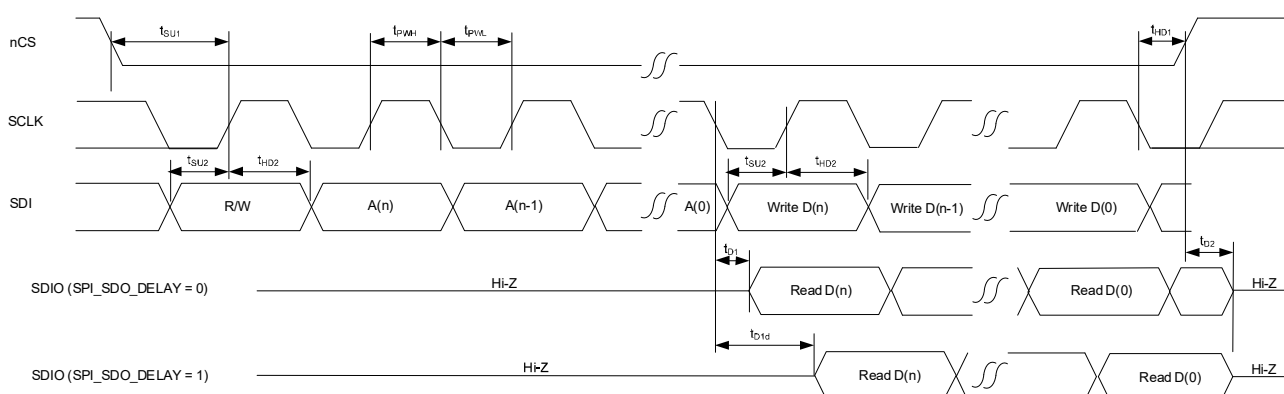 nCS
tSU1
tPWH
tPWL
tHD1
SCLK
tSU2
tHD2
tSU2
tHD2
SDI
R/W
A(n)
A(n-1)
A(0)
Write D(n)
Write D(n-1)
Write D(0)
tD1
tD2
SDIO (SPI_SDO_DELAY = 0)
Hi-Z
Read D(n)
Read D(0)
Hi-Z
tD1d
SDIO (SPI_SDO_DELAY = 1)
Hi-Z
Read D(n)
Read D(0)
Hi-Z